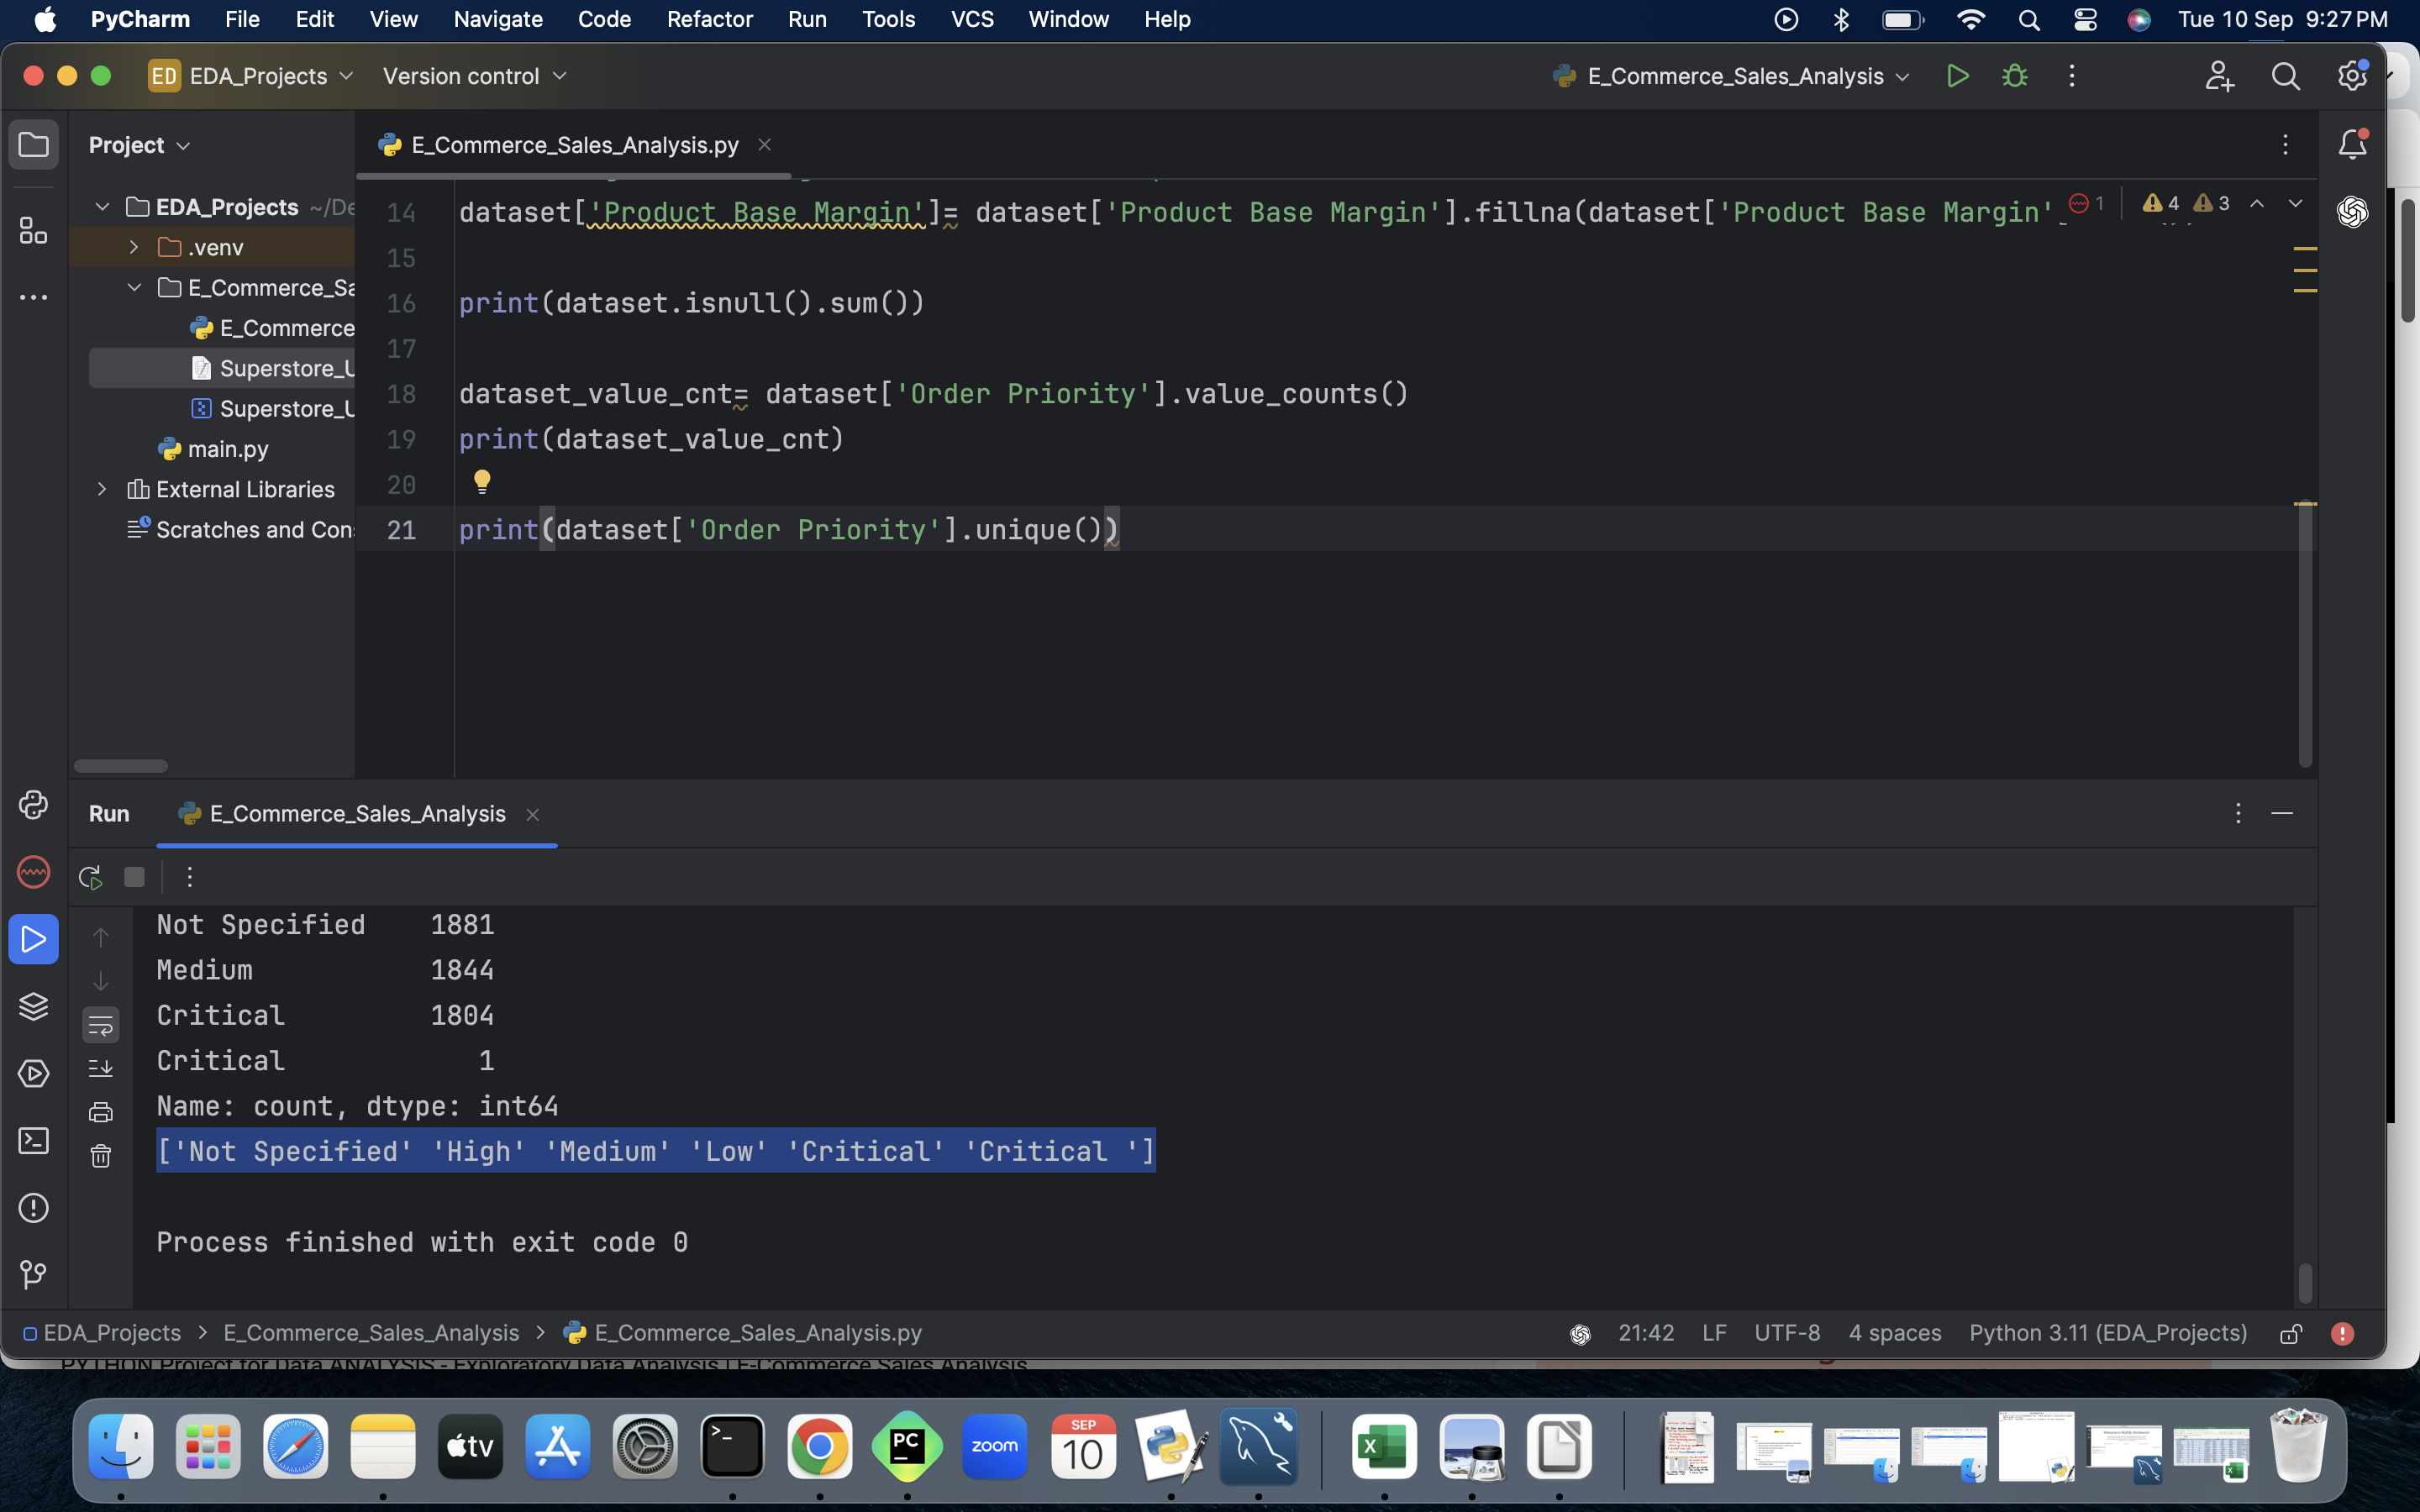 PyCharm File Edit View Navigate Code Refactor Run Tools VCS Window Help Tue 10 Sep 9:27 PM
ED EDA_Projects Version control E_Commerce_Sales_Analysis
Project E_Commerce_Sales_Analysis.py
EDA_Projects ~/De
.venv
E_Commerce_Sa
E_Commerce
Superstore_U
Superstore_U
main.py
External Libraries
Scratches and Con
14 dataset['Product Base Margin']= dataset['Product Base Margin'].fillna(dataset['Product Base Margin' 1 4 3
15
16 print(dataset.isnull().sum())
17
18 dataset_value_cnt= dataset['Order Priority'].value_counts()
19 print(dataset_value_cnt)
20
21 print(dataset['Order Priority'].unique())
Run E_Commerce_Sales_Analysis
Not Specified 1881
Medium 1844
Critical 1804
Critical 1
Name: count, dtype: int64
['Not Specified' 'High' 'Medium' 'Low' 'Critical' 'Critical ']
Process finished with exit code 0
EDA_Projects > E_Commerce_Sales_Analysis > E_Commerce_Sales_Analysis.py 21:42 LF UTF-8 4 spaces Python 3.11 (EDA_Projects)
PYTHON Project for Data ANALYSIS - Exploratory Data Analysis | E-Commerce Sales Analysis
tv
PC
zoom
SEP
10
X